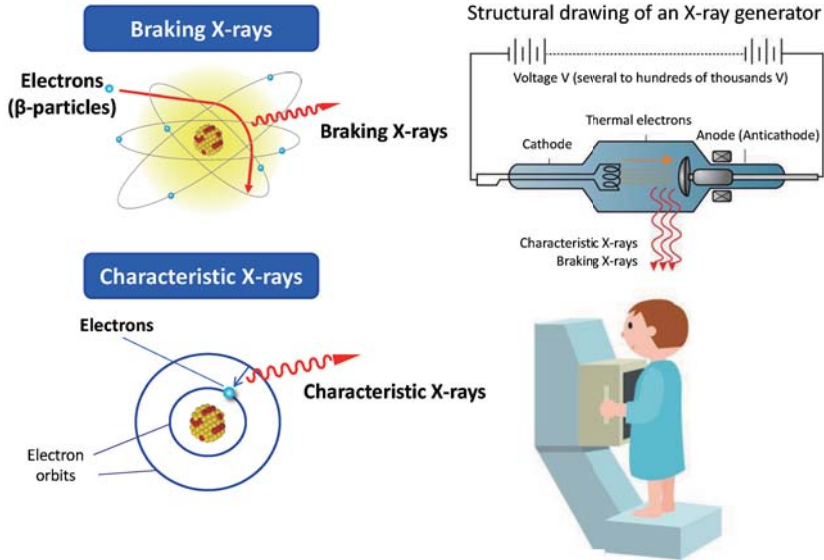 Braking X-rays
Electrons
(β-particles)
Braking X-rays
Structural drawing of an X-ray generator
Voltage V (several to hundreds of thousands V)
Thermal electrons
Cathode
Anode (Anticathode)
Characteristic X-rays
Braking X-rays
Characteristic X-rays
Electrons
Characteristic X-rays
Electron
orbits